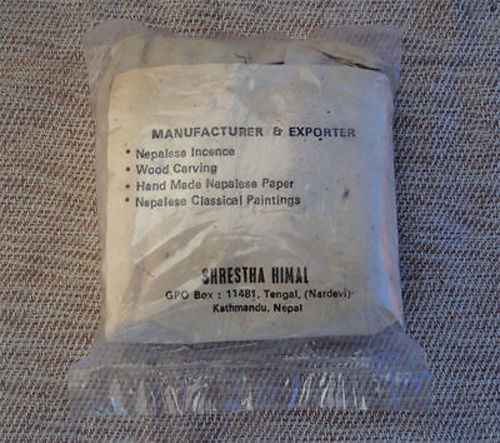 MANUFACTURER & EXPORTER
* Nepalese Incence
* Wood Carving
* Hand Made Nepalese Paper
* Nepalese Classical Paintings
SHRESTHA HIMAL
GPO Box : 11481, Tengal, (Nardevi)
Kathmandu, Nepal